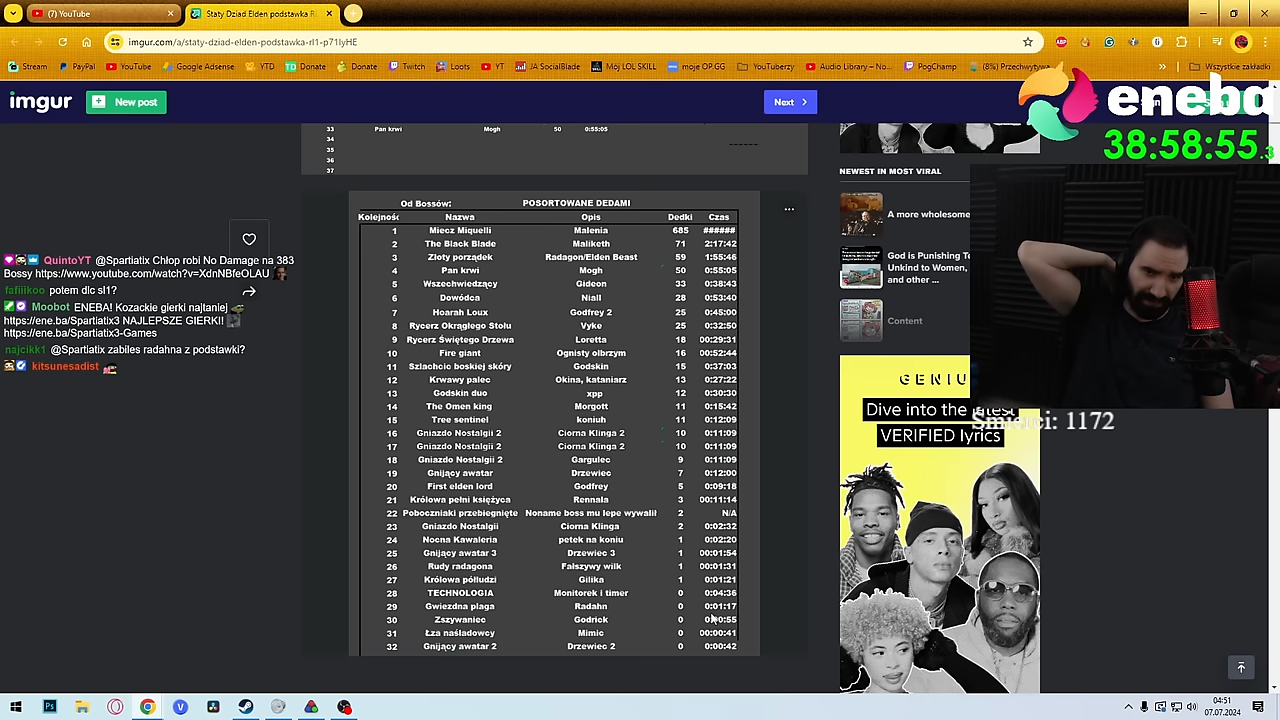 (7) YouTube
Staty Dziad Elden podstawka R
imgur.com/a/staty-dziad-elden-podstawka-rl1-p71lyHE
Stream PayPal YouTube Google Adsense YTD Donate Donate Twitch Loots YT JA SocialBlade Mój LOL SKILL moje OP.GG YouTuberzy Audio Library – No... PogChamp (8%) Przechwytywa Wszystkie zakładki
imgur New post Next
eneba
38:58:55.3
33 Pan krwi Mogh 50 0:55:05
34
35
36
37
NEWEST IN MOST VIRAL
A more wholesome
God is Punishing T
Unkind to Women,
and other ...
Content
Od Bossów: POSORTOWANE DEDAMI
Kolejność Nazwa Opis Dedki Czas
1 Miecz Miquelli Malenia 685 ######
2 The Black Blade Maliketh 71 2:17:42
3 Złoty porządek Radagon/Elden Beast 59 1:55:46
4 Pan krwi Mogh 50 0:55:05
5 Wszechwiedzący Gideon 33 0:38:43
6 Dowódca Niall 28 0:53:40
7 Hoarah Loux Godfrey 2 25 0:45:00
8 Rycerz Okrągłego Stołu Vyke 25 0:32:50
9 Rycerz Świętego Drzewa Loretta 18 00:29:31
10 Fire giant Ognisty olbrzym 16 00:52:44
11 Szlachcic boskiej skóry Godskin 15 0:37:03
12 Krwawy palec Okina, kataniarz 13 0:27:22
13 Godskin duo xpp 12 0:30:30
14 The Omen king Morgott 11 0:15:42
15 Tree sentinel koniuh 11 0:12:09
16 Gniazdo Nostalgii 2 Ciorna Klinga 2 10 0:11:09
17 Gniazdo Nostalgii 2 Ciorna Klinga 2 10 0:11:09
18 Gniazdo Nostalgii 2 Gargulec 9 0:11:09
19 Gnijący awatar Drzewiec 7 0:12:00
20 First elden lord Godfrey 5 0:09:18
21 Królowa pełni księżyca Rennala 3 00:11:14
22 Poboczniaki przebiegnięte Noname boss mu lepe wywalił 2 N/A
23 Gniazdo Nostalgii Ciorna Klinga 2 0:02:32
24 Nocna Kawaleria petek na koniu 1 0:02:20
25 Gnijący awatar 3 Drzewiec 3 1 00:01:54
26 Rudy radagona Fałszywy wilk 1 00:01:31
27 Królowa półludzi Gilika 1 0:01:21
28 TECHNOLOGIA Monitorek i timer 0 0:04:36
29 Gwiezdna plaga Radahn 0 0:01:17
30 Zszywaniec Godrick 0 0:00:55
31 Łza naśladowcy Mimic 0 00:00:41
32 Gnijący awatar 2 Drzewiec 2 0 0:00:42
QuintoYT @Spartiatix Chłop robi No Damage na 383
Bossy https://www.youtube.com/watch?v=XdnNBfeOLAU
fafiiikoo potem dlc sl1?
Moobot ENEBA! Kozackie gierki najtaniej
https://ene.ba/Spartiatix3 NAJLEPSZE GIERKI!!
https://ene.ba/Spartiatix3-Games
najcikk1 @Spartiatix zabiles radahna z podstawki?
kitsunesadist
GENIU
Dive into the latest
VERIFIED lyrics
Śmierci: 1172
04:51
07.07.2024